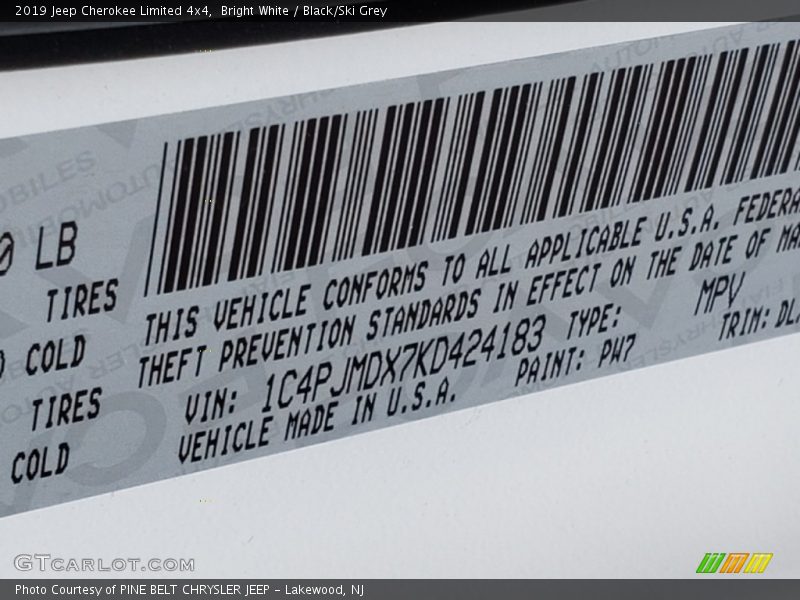 2019 Jeep Cherokee Limited 4x4, Bright White / Black/Ski Grey
LB
TIRES
COLD
TIRES
COLD
THIS VEHICLE CONFORMS TO ALL APPLICABLE U.S.A. FEDERA
THEFT PREVENTION STANDARDS IN EFFECT ON THE DATE OF MA
VIN: 1C4PJMDX7KD424183 TYPE: MPV
VEHICLE MADE IN U.S.A. PAINT: PW7 TRIM: DL
GTCARLOT.COM
Photo Courtesy of PINE BELT CHRYSLER JEEP - Lakewood, NJ